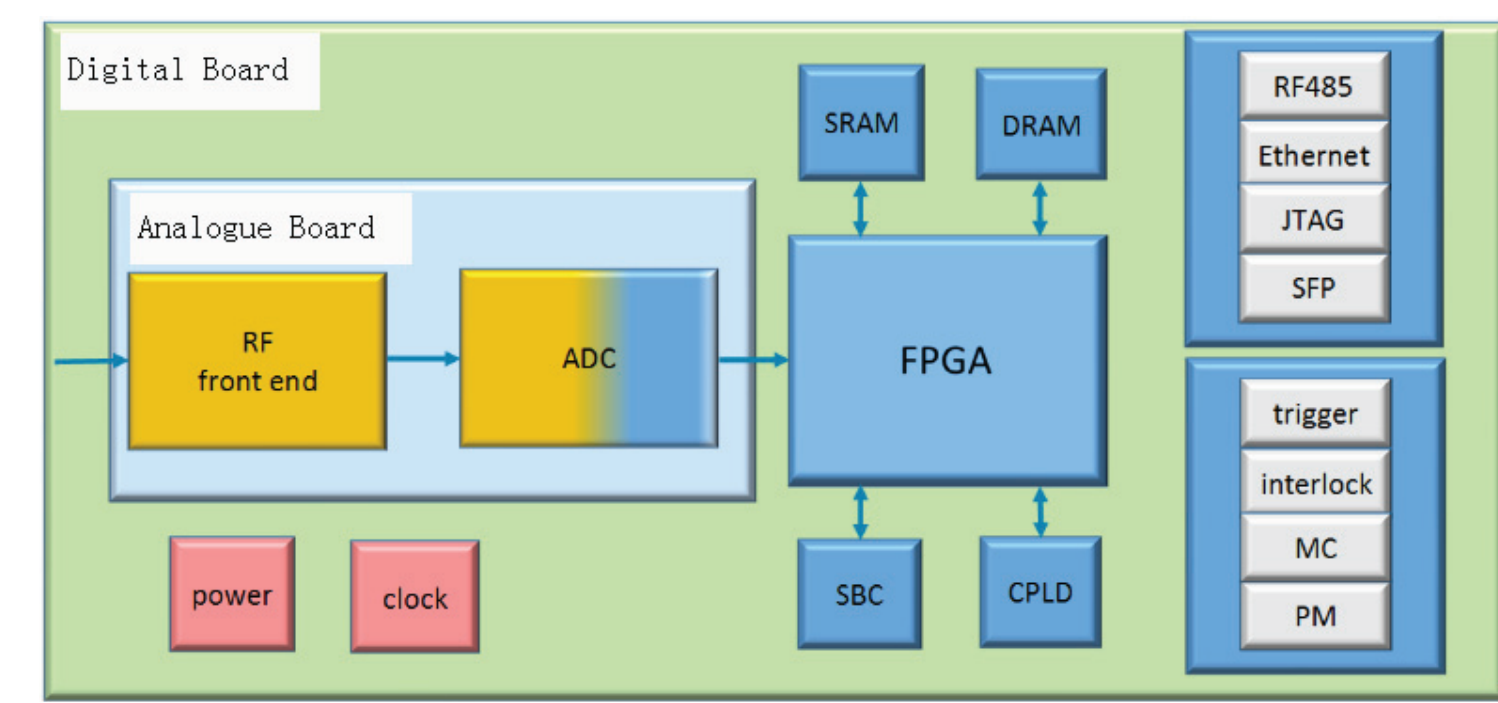 Digital Board
Analogue Board
RF
front end
ADC
SRAM
DRAM
FPGA
SBC
CPLD
power
clock
RF485
Ethernet
JTAG
SFP
trigger
interlock
MC
PM